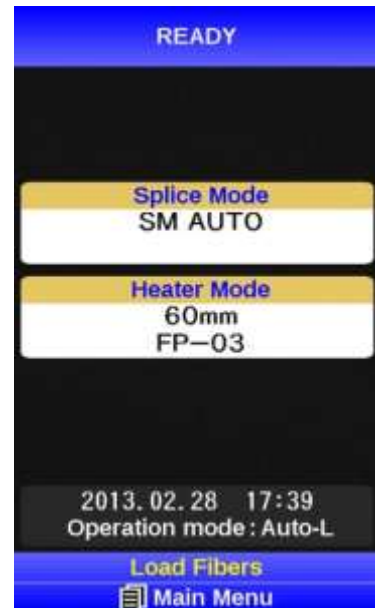 READY
Splice Mode
SM AUTO
Heater Mode
60mm
FP-03
2013.02.28 17:39
Operation mode:Auto-L
Load Fibers
Main Menu